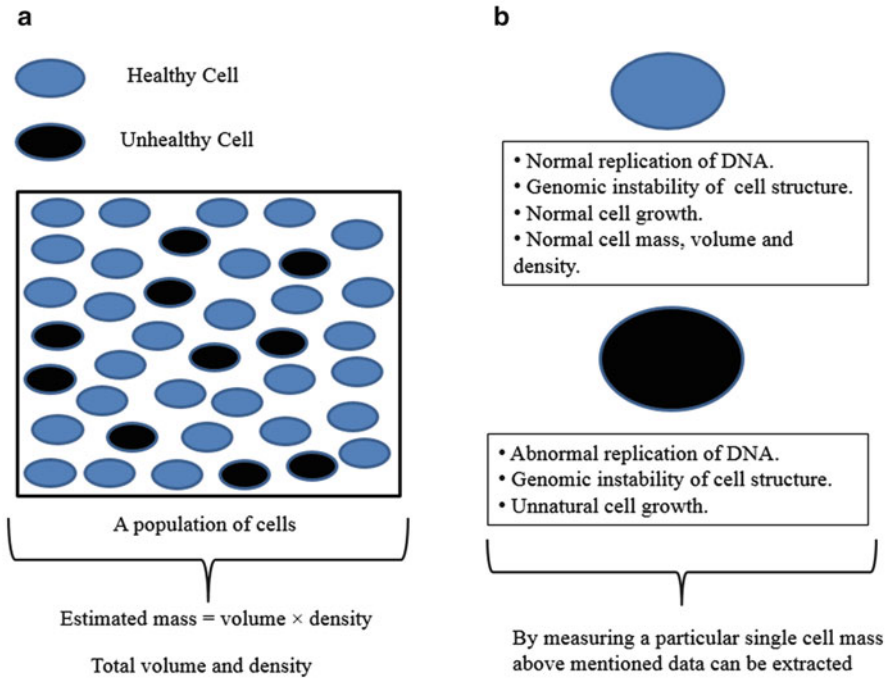 a
Healthy Cell
Unhealthy Cell
A population of cells
Estimated mass = volume × density
Total volume and density
b
• Normal replication of DNA.
• Genomic instability of cell structure.
• Normal cell growth.
• Normal cell mass, volume and
density.
• Abnormal replication of DNA.
• Genomic instability of cell structure.
• Unnatural cell growth.
By measuring a particular single cell mass
above mentioned data can be extracted